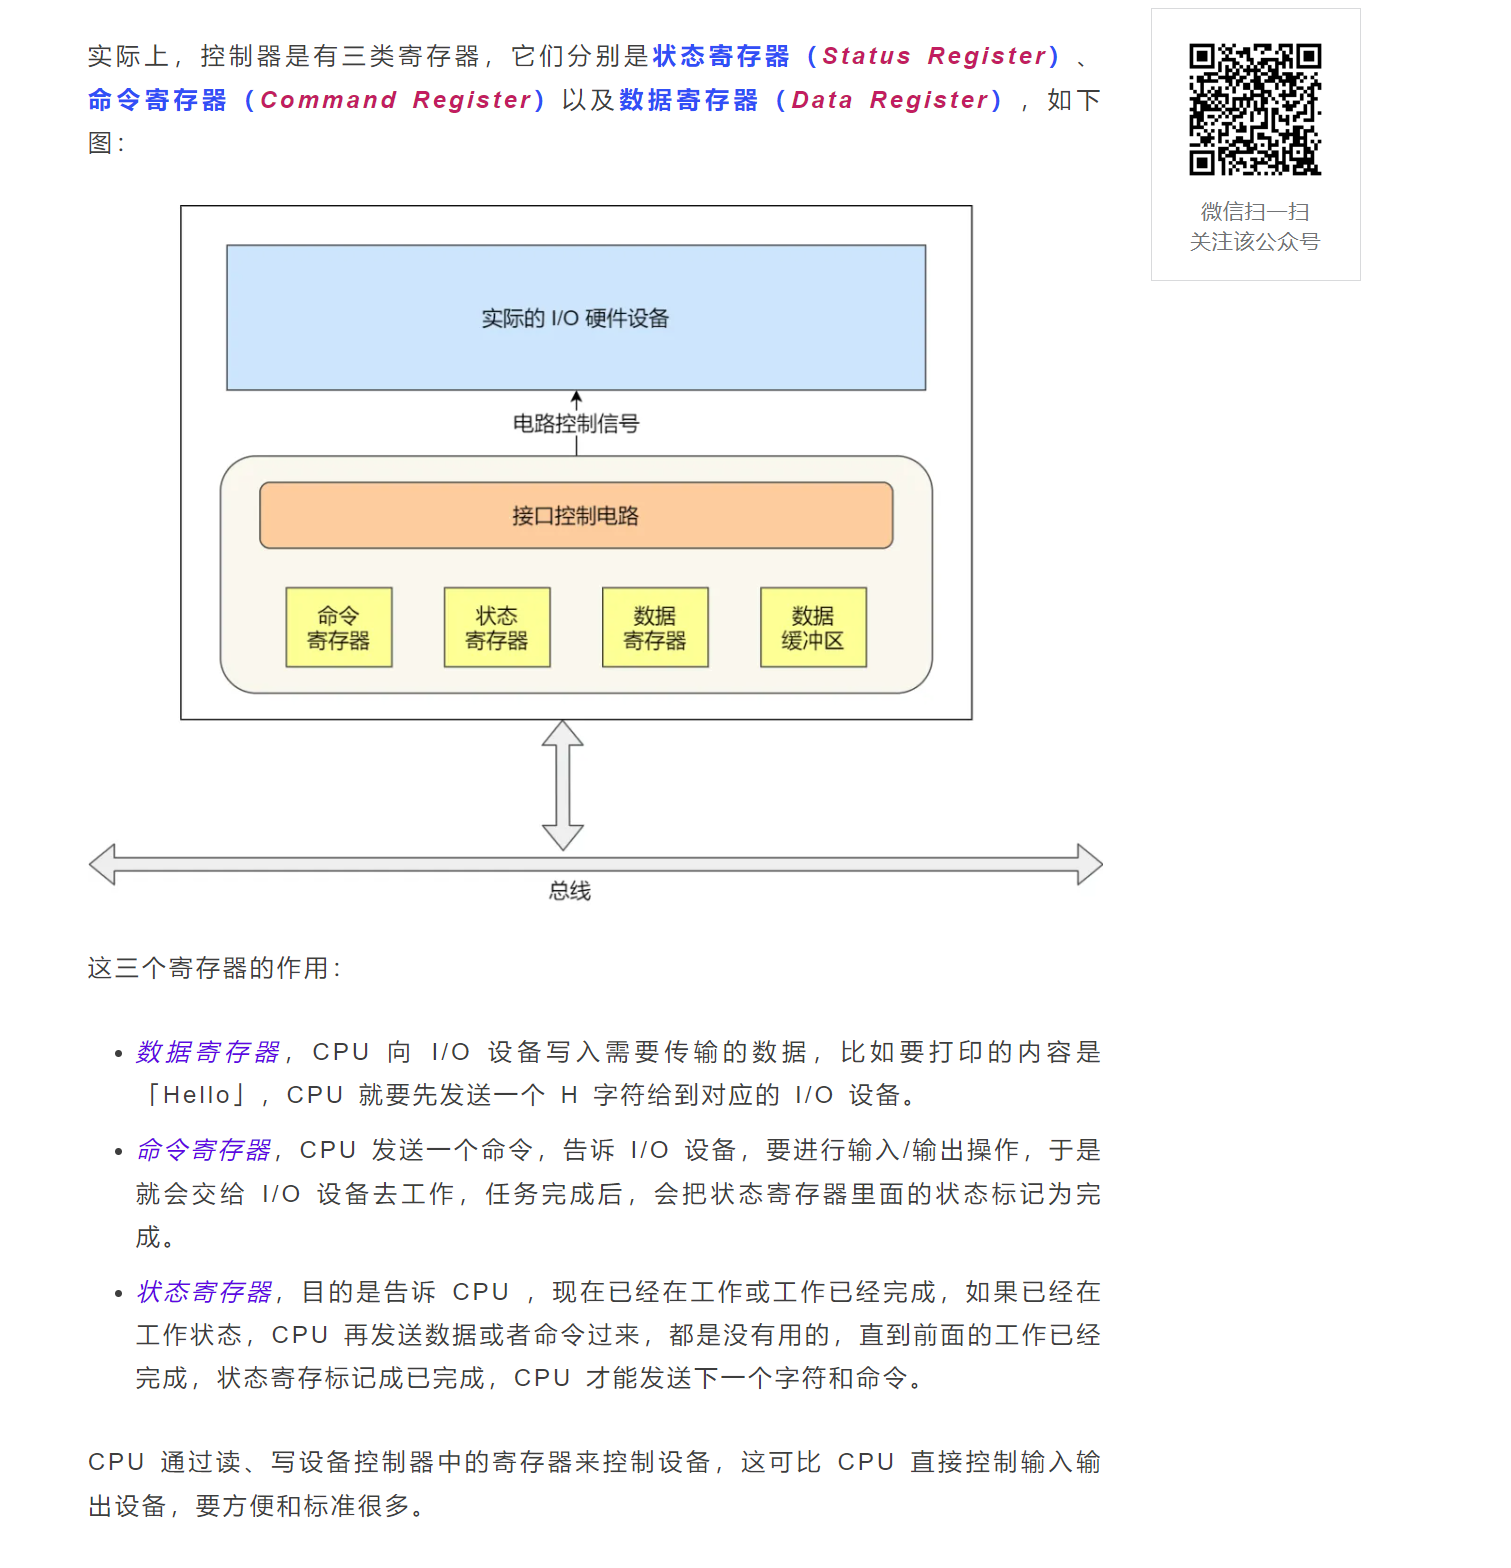 实际上，控制器是有三类寄存器，它们分别是状态寄存器（Status Register）、
命令寄存器（Command Register）以及数据寄存器（Data Register），如下
图：
微信扫一扫
关注该公众号
实际的 I/O 硬件设备
电路控制信号
接口控制电路
命令
寄存器
状态
寄存器
数据
寄存器
数据
缓冲区
总线
这三个寄存器的作用：
• 数据寄存器，CPU 向 I/O 设备写入需要传输的数据，比如要打印的内容是
「Hello」，CPU 就要先发送一个 H 字符给到对应的 I/O 设备。
• 命令寄存器，CPU 发送一个命令，告诉 I/O 设备，要进行输入/输出操作，于是
就会交给 I/O 设备去工作，任务完成后，会把状态寄存器里面的状态标记为完
成。
• 状态寄存器，目的是告诉 CPU ，现在已经在工作或工作已经完成，如果已经在
工作状态，CPU 再发送数据或者命令过来，都是没有用的，直到前面的工作已经
完成，状态寄存标记成已完成，CPU 才能发送下一个字符和命令。
CPU 通过读、写设备控制器中的寄存器来控制设备，这可比 CPU 直接控制输入输
出设备，要方便和标准很多。